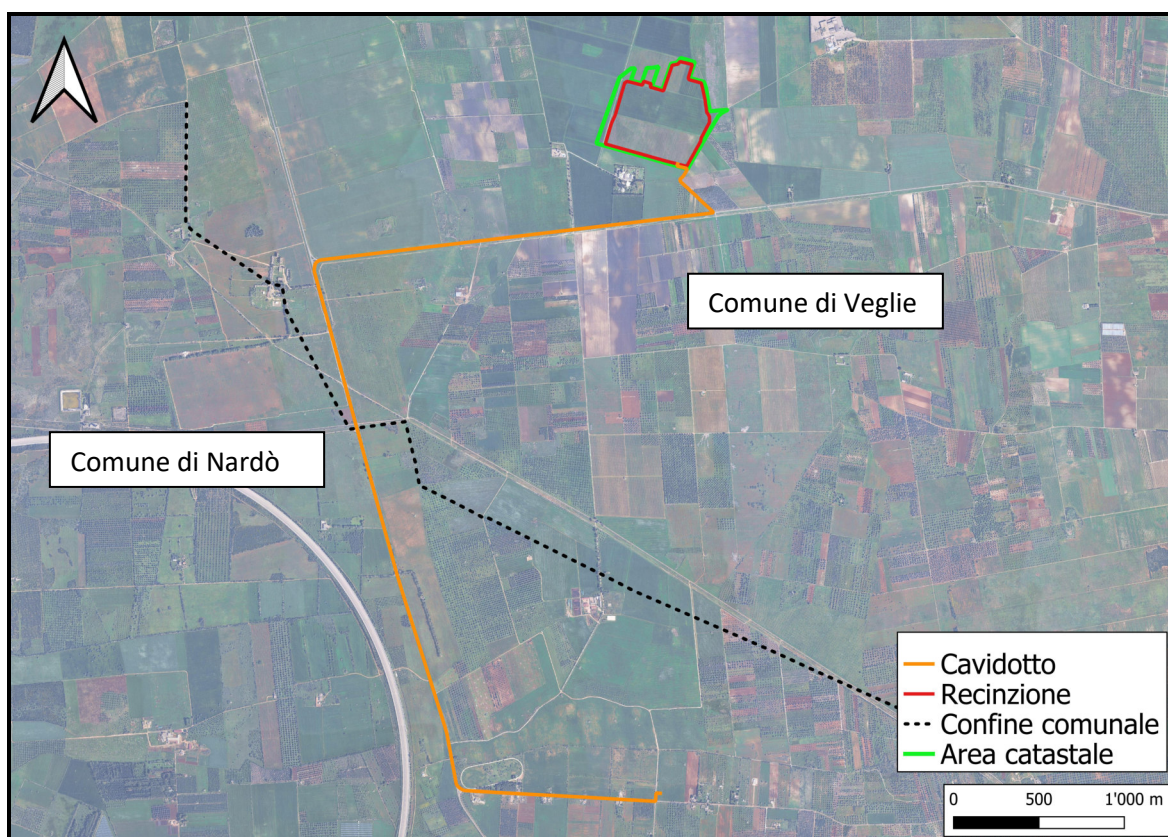 Comune di Veglie
Comune di Nardò
Cavidotto
Recinzione
Confine comunale
Area catastale
0 500 1'000 m